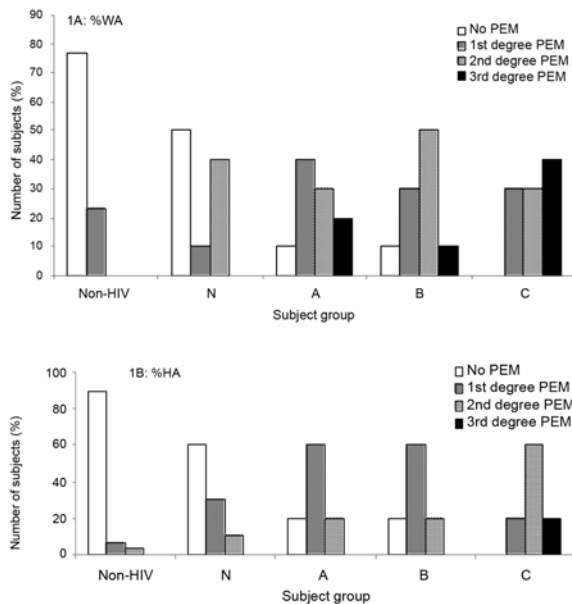 1A: %WA
No PEM
1st degree PEM
2nd degree PEM
3rd degree PEM
Number of subjects (%)
90
80
70
60
50
40
30
20
10
0
Non-HIV N A B C
Subject group
1B: %HA
No PEM
1st degree PEM
2nd degree PEM
3rd degree PEM
Number of subjects (%)
100
80
60
40
20
0
Non-HIV N A B C
Subject group